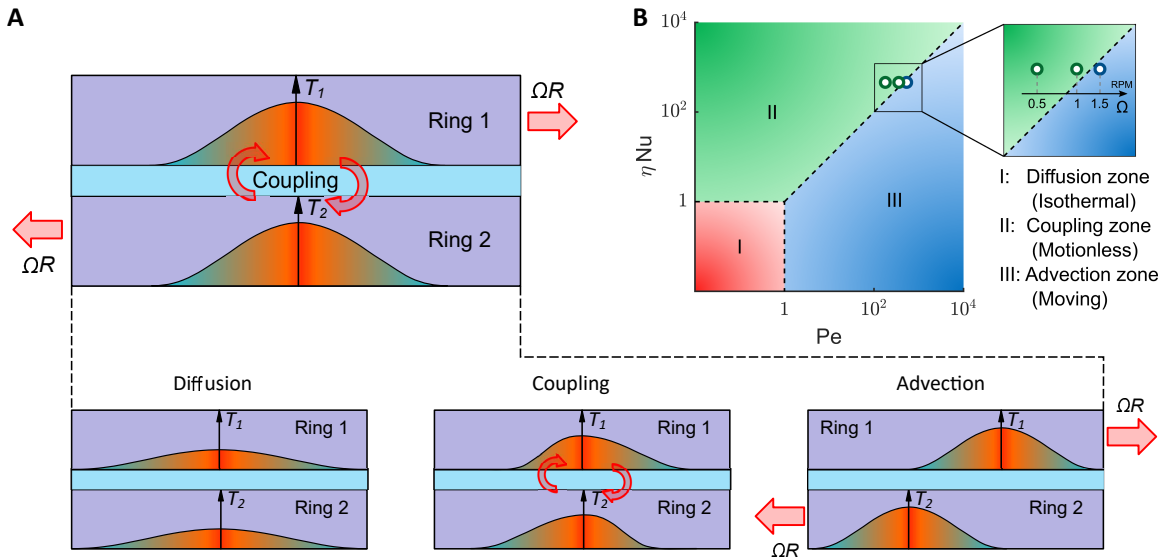 A
T1
Ring 1
ΩR
Coupling
T2
Ring 2
ΩR
B
10^4
10^2
1
η Nu
I
II
III
1
10^2
10^4
Pe
RPM
0.5
1
1.5
Ω
I: Diffusion zone
(Isothermal)
II: Coupling zone
(Motionless)
III: Advection zone
(Moving)
Diffusion
T1
Ring 1
T2
Ring 2
Coupling
T1
Ring 1
T2
Ring 2
Advection
Ring 1
T1
ΩR
T2
Ring 2
ΩR